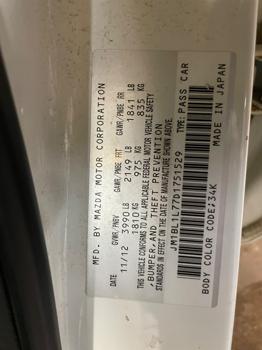 MFD. BY MAZDA MOTOR CORPORATION
GVWR/PNBV GAWR/PNBE FRT GAWR/PNBE RR
11/12 3990 LB 2149 LB 1841 LB
1810 KG 975 KG 835 KG
THIS VEHICLE CONFORMS TO ALL APPLICABLE FEDERAL MOTOR VEHICLE SAFETY
, BUMPER, AND THEFT PREVENTION
STANDARDS IN EFFECT ON THE DATE OF MANUFACTURE SHOWN ABOVE.
JM1BL1L77D1751529 TYPE: PASS CAR
BODY COLOR CODE: 34K MADE IN JAPAN